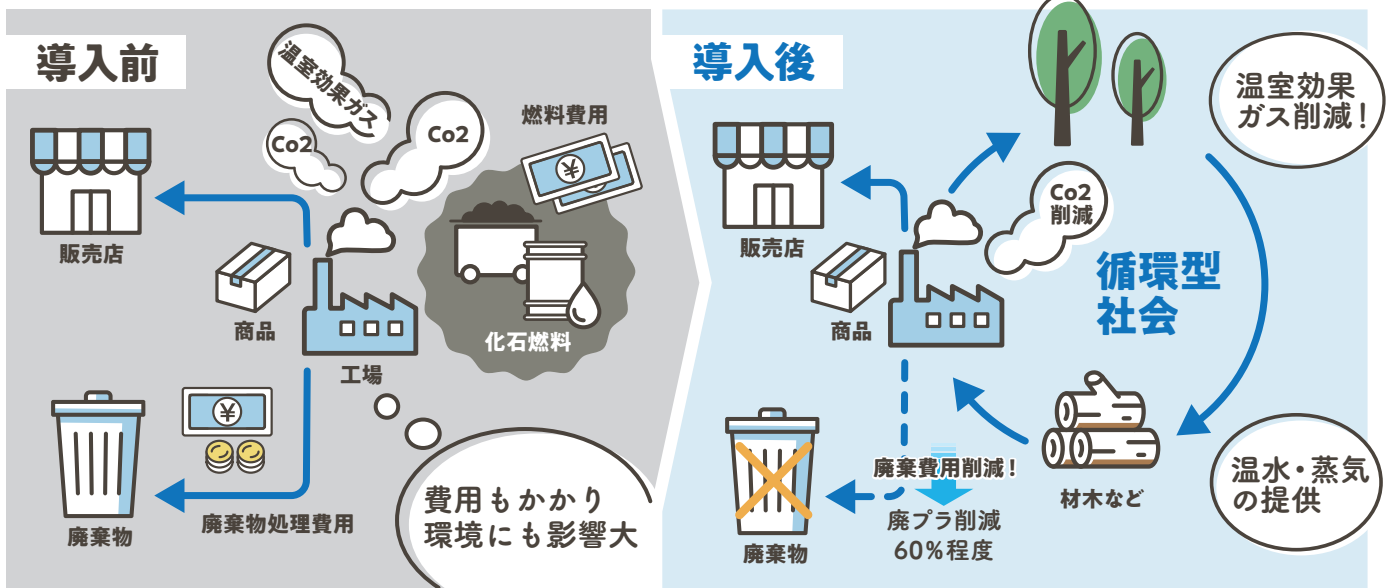 導入前
温室効果ガス
Co2
Co2
燃料費用
¥
販売店
商品
化石燃料
工場
¥
廃棄物
廃棄物処理費用
費用もかかり
環境にも影響大
導入後
温室効果
ガス削減！
販売店
Co2
削減
商品
循環型
社会
廃棄費用削減！
廃プラ削減
60%程度
廃棄物
材木など
温水・蒸気
の提供